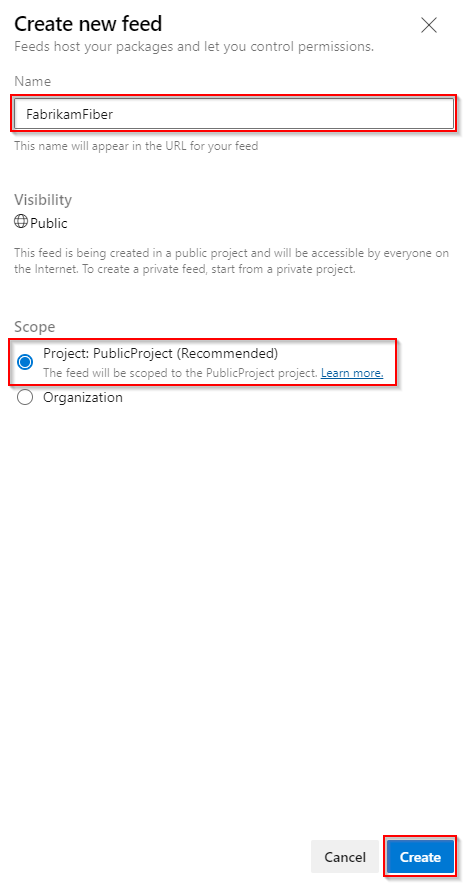 Create new feed
Feeds host your packages and let you control permissions.
Name
FabrikamFiber
This name will appear in the URL for your feed
Visibility
Public
This feed is being created in a public project and will be accessible by everyone on
the Internet. To create a private feed, start from a private project.
Scope
Project: PublicProject (Recommended)
The feed will be scoped to the PublicProject project. Learn more.
Organization
Cancel
Create